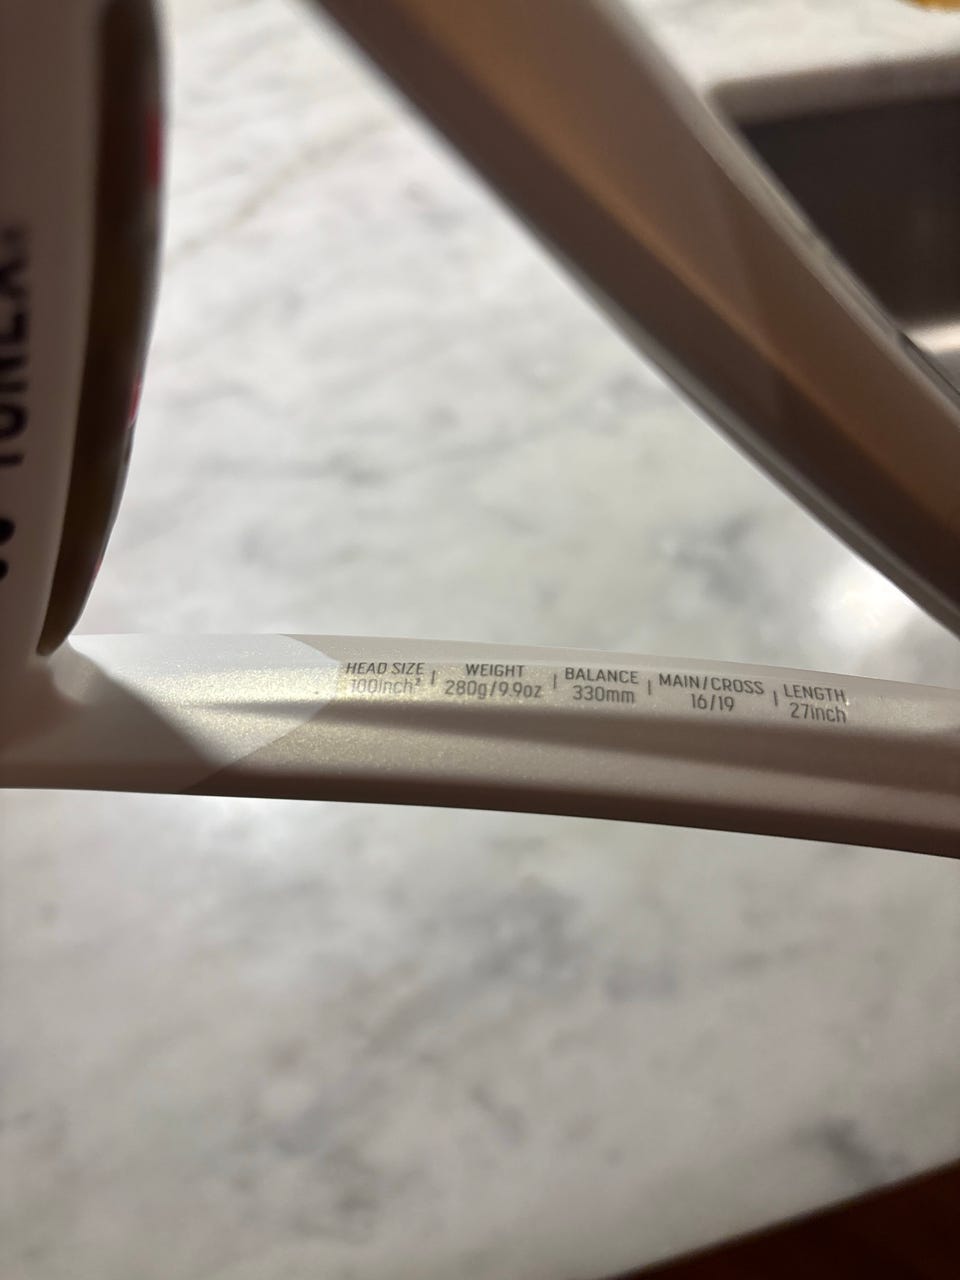 HEAD SIZE | WEIGHT | BALANCE | MAIN/CROSS | LENGTH
100inch² | 280g/9.9oz | 330mm | 16/19 | 27inch